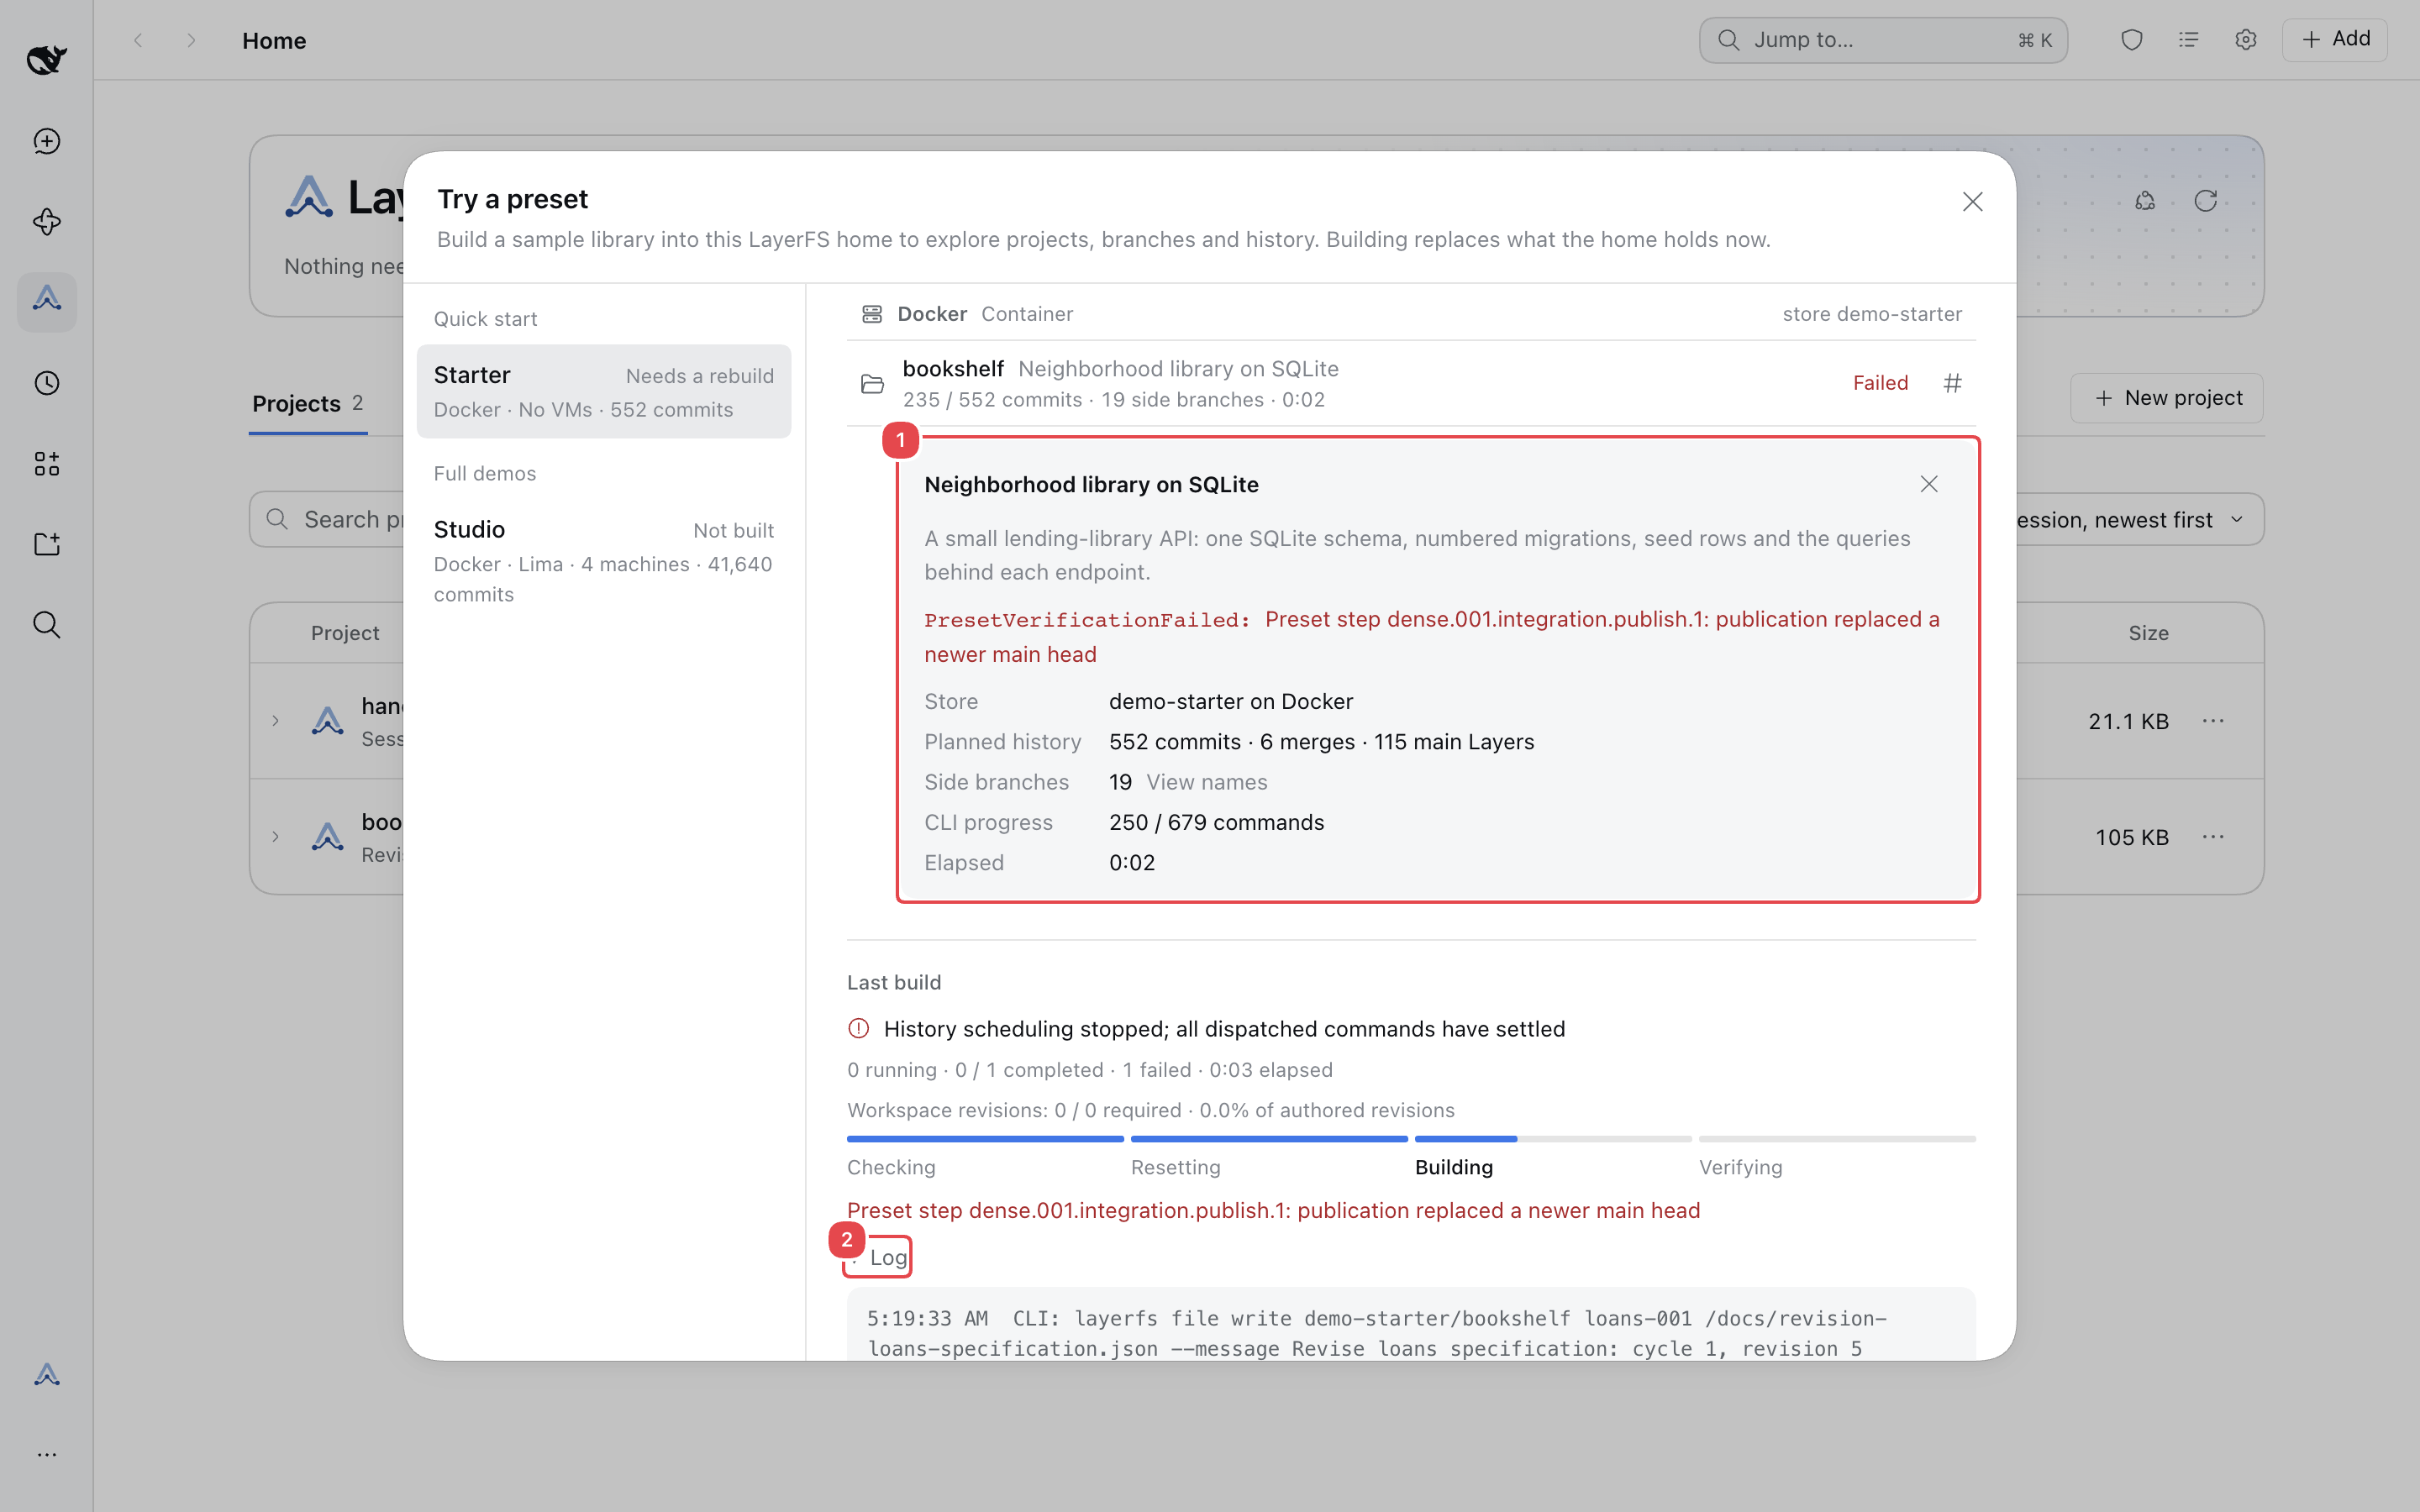 Home
Jump to...
⌘ K
+ Add
Lay
Nothing nee
Try a preset
Build a sample library into this LayerFS home to explore projects, branches and history. Building replaces what the home holds now.
Quick start
Starter
Needs a rebuild
Docker · No VMs · 552 commits
Full demos
Studio
Not built
Docker · Lima · 4 machines · 41,640
commits
Docker Container
store demo-starter
bookshelf Neighborhood library on SQLite
235 / 552 commits · 19 side branches · 0:02
Failed
#
1
Neighborhood library on SQLite
A small lending-library API: one SQLite schema, numbered migrations, seed rows and the queries
behind each endpoint.
PresetVerificationFailed: Preset step dense.001.integration.publish.1: publication replaced a
newer main head
Store demo-starter on Docker
Planned history 552 commits · 6 merges · 115 main Layers
Side branches 19 View names
CLI progress 250 / 679 commands
Elapsed 0:02
Last build
History scheduling stopped; all dispatched commands have settled
0 running · 0 / 1 completed · 1 failed · 0:03 elapsed
Workspace revisions: 0 / 0 required · 0.0% of authored revisions
Checking
Resetting
Building
Verifying
Preset step dense.001.integration.publish.1: publication replaced a newer main head
2
Log
5:19:33 AM CLI: layerfs file write demo-starter/bookshelf loans-001 /docs/revision-
loans-specification.json --message Revise loans specification: cycle 1, revision 5
Projects 2
+ New project
Search pr
ession, newest first
Project
Size
han
Sess
21.1 KB
boo
Revi
105 KB